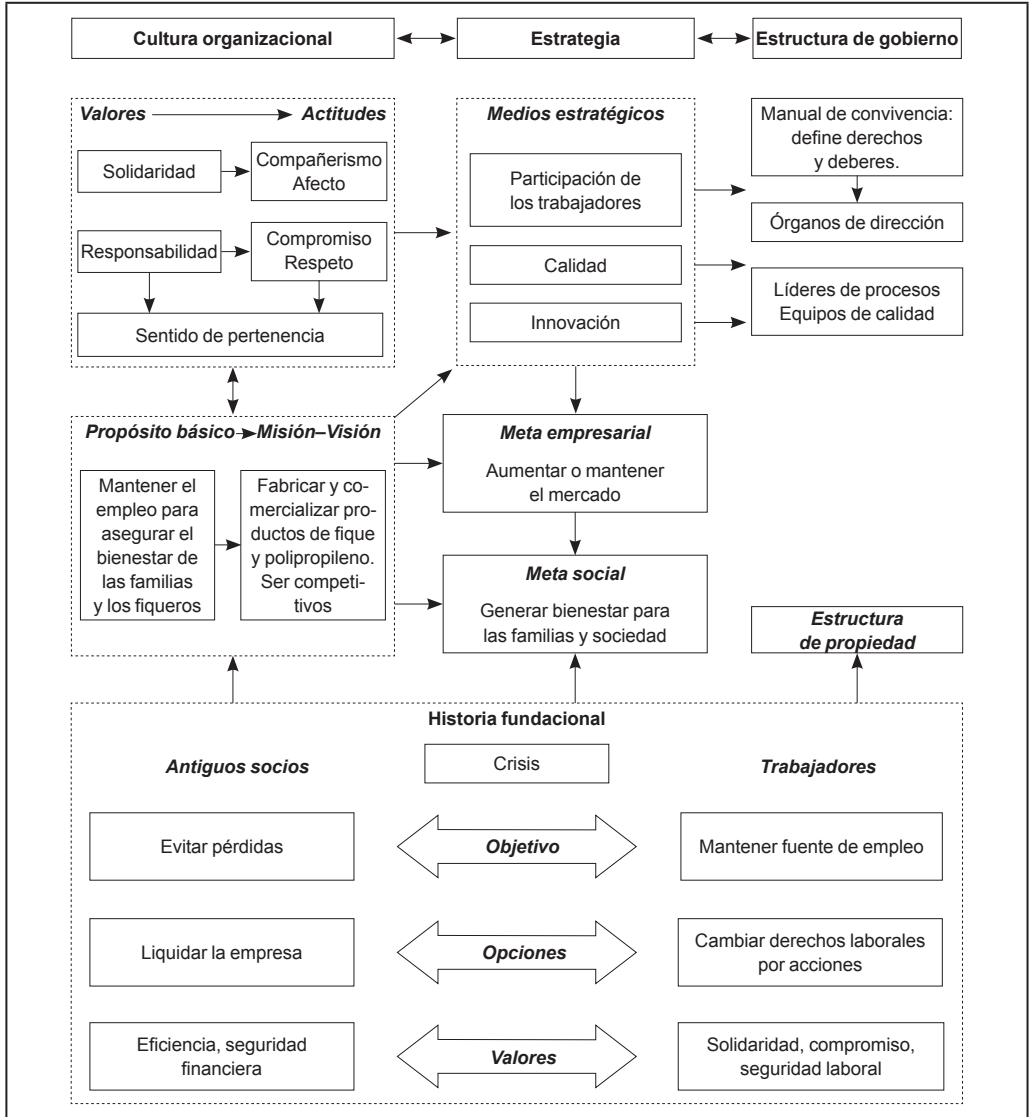 Cultura organizacional
Estrategia
Estructura de gobierno
Valores
Actitudes
Solidaridad
Compañerismo
Afecto
Responsabilidad
Compromiso
Respeto
Sentido de pertenencia
Medios estratégicos
Participación de
los trabajadores
Calidad
Innovación
Manual de convivencia:
define derechos
y deberes.
Órganos de dirección
Líderes de procesos
Equipos de calidad
Propósito básico
Misión–Visión
Mantener el
empleo para
asegurar el
bienestar de
las familias
y los fiqueros
Fabricar y co-
mercializar pro-
ductos de fique
y polipropileno.
Ser competi-
tivos
Meta empresarial
Aumentar o mantener
el mercado
Meta social
Generar bienestar para
las familias y sociedad
Estructura
de propiedad
Historia fundacional
Antiguos socios
Crisis
Trabajadores
Evitar pérdidas
Objetivo
Mantener fuente de empleo
Liquidar la empresa
Opciones
Cambiar derechos laborales
por acciones
Eficiencia, seguridad
financiera
Valores
Solidaridad, compromiso,
seguridad laboral